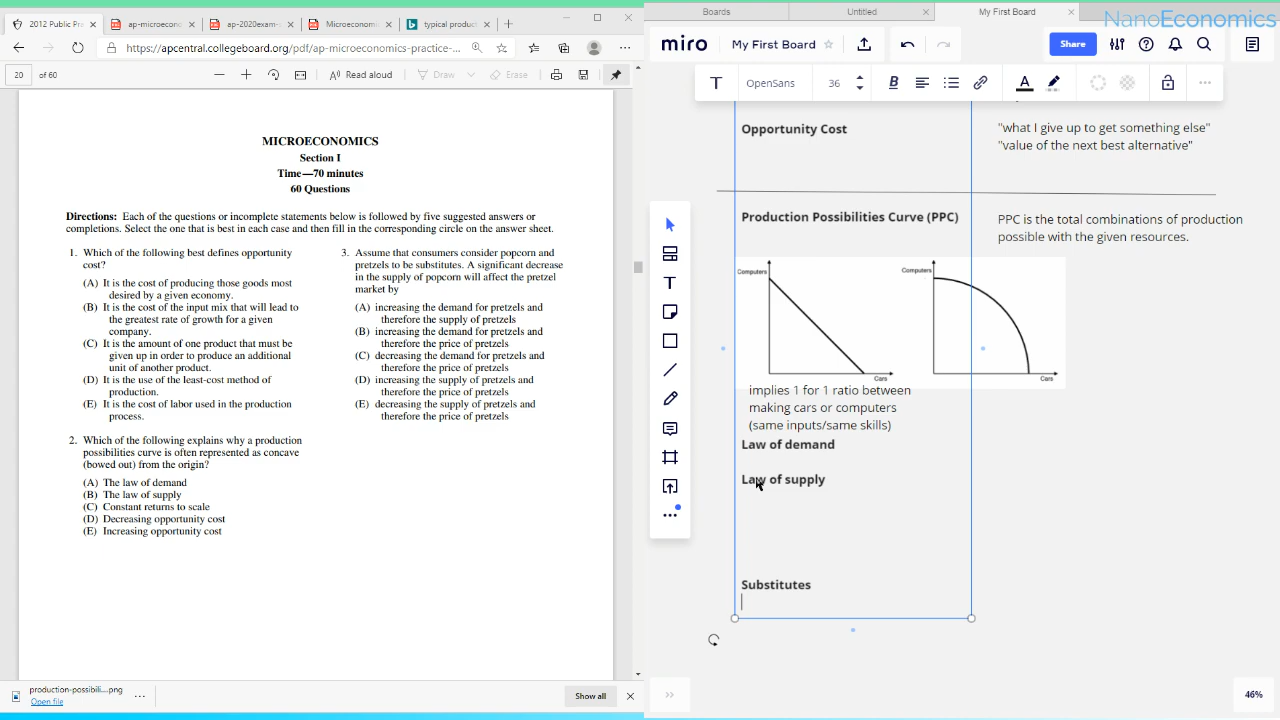 2012 Public Pra
ap-microeconom
ap-2020exam-s
Microeconomi
typical produc
Boards
Untitled
My First Board
NanoEconomics
https://apcentral.collegeboard.org/pdf/ap-microeconomics-practice-...
miro
My First Board
Share
20 of 60
Read aloud
Draw
Erase
OpenSans
36
MICROECONOMICS
Section I
Time—70 minutes
60 Questions
Directions: Each of the questions or incomplete statements below is followed by five suggested answers or
completions. Select the one that is best in each case and then fill in the corresponding circle on the answer sheet.
1. Which of the following best defines opportunity
cost?
(A) It is the cost of producing those goods most
desired by a given economy.
(B) It is the cost of the input mix that will lead to
the greatest rate of growth for a given
company.
(C) It is the amount of one product that must be
given up in order to produce an additional
unit of another product.
(D) It is the use of the least-cost method of
production.
(E) It is the cost of labor used in the production
process.
2. Which of the following explains why a production
possibilities curve is often represented as concave
(bowed out) from the origin?
(A) The law of demand
(B) The law of supply
(C) Constant returns to scale
(D) Decreasing opportunity cost
(E) Increasing opportunity cost
3. Assume that consumers consider popcorn and
pretzels to be substitutes. A significant decrease
in the supply of popcorn will affect the pretzel
market by
(A) increasing the demand for pretzels and
therefore the supply of pretzels
(B) increasing the demand for pretzels and
therefore the price of pretzels
(C) decreasing the demand for pretzels and
therefore the price of pretzels
(D) increasing the supply of pretzels and
therefore the price of pretzels
(E) decreasing the supply of pretzels and
therefore the price of pretzels
Opportunity Cost
"what I give up to get something else"
"value of the next best alternative"
Production Possibilities Curve (PPC)
PPC is the total combinations of production
possible with the given resources.
Computers
Cars
Computers
Cars
implies 1 for 1 ratio between
making cars or computers
(same inputs/same skills)
Law of demand
Law of supply
Substitutes
production-possibili....png
Open file
Show all
46%